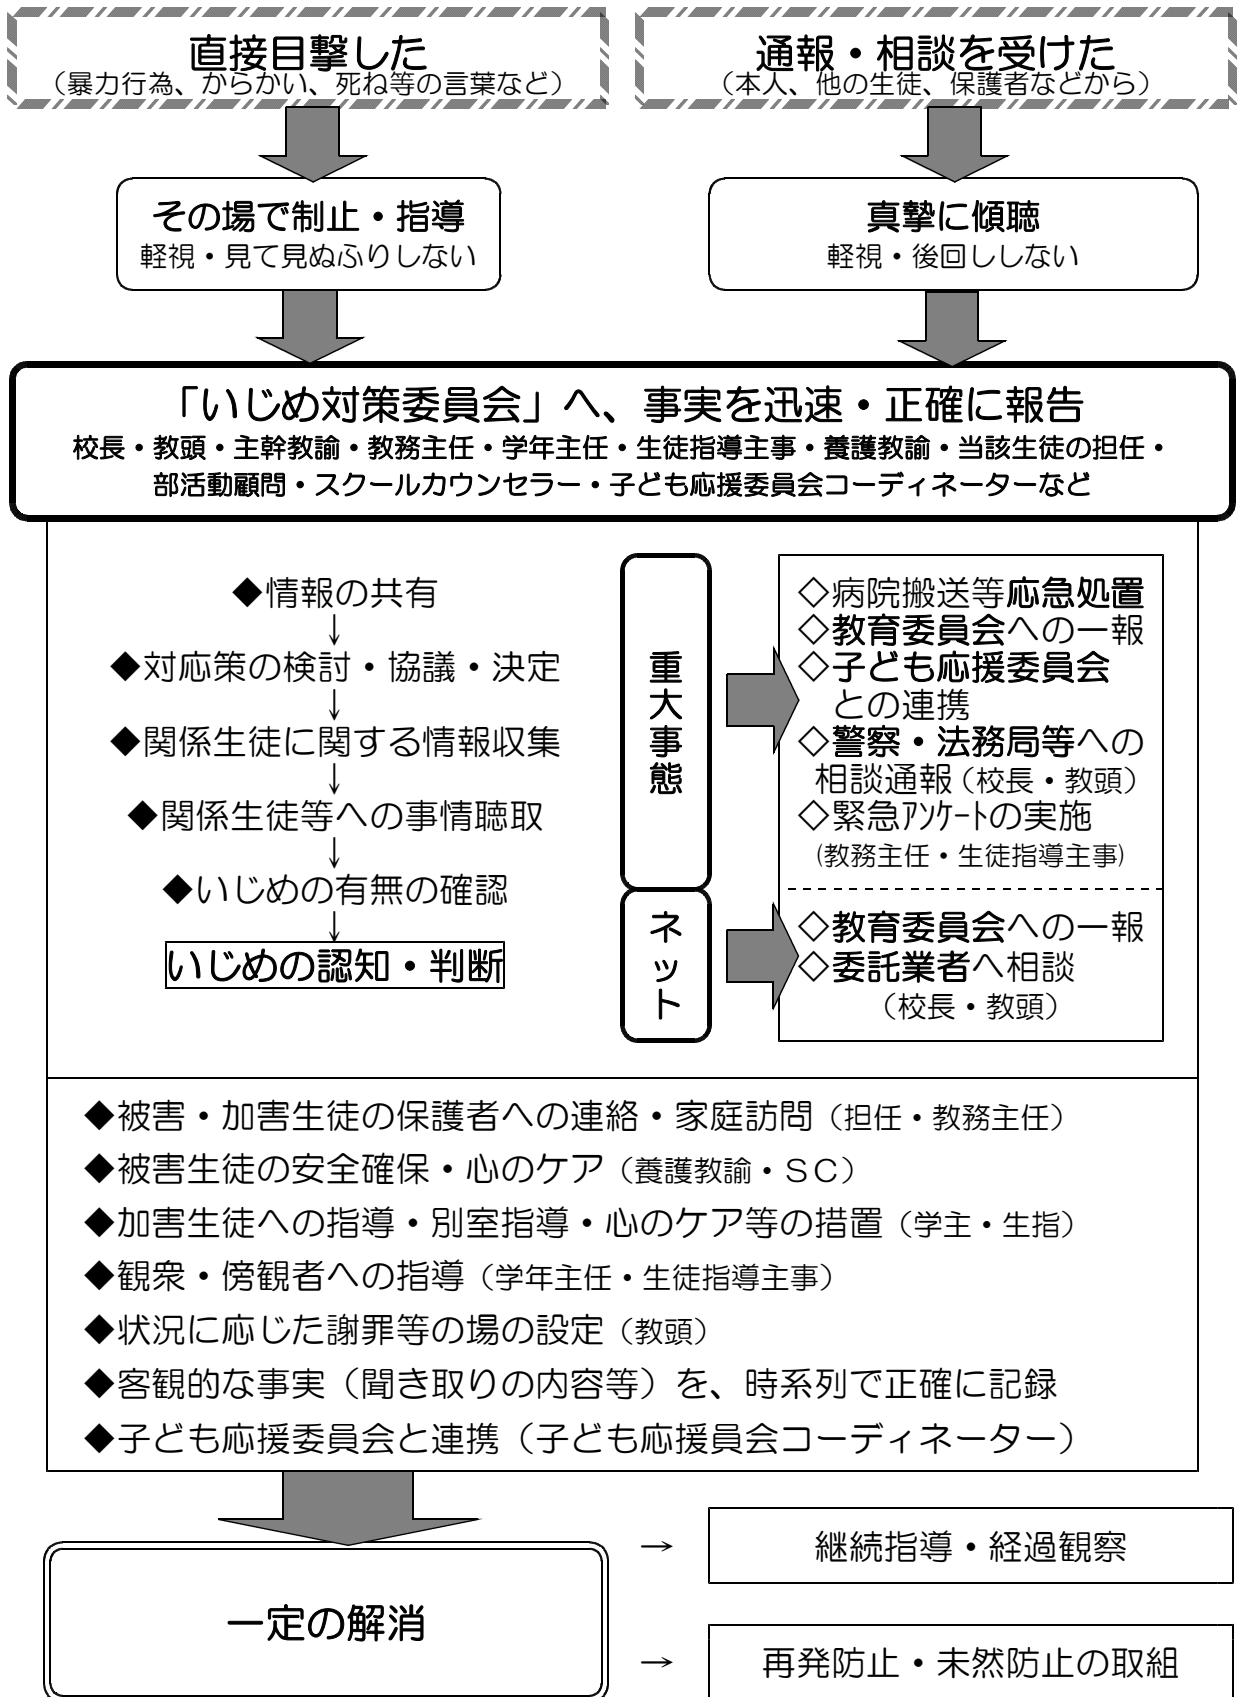 直接目撃した
（暴力行為、からかい、死ね等の言葉など）
通報・相談を受けた
（本人、他の生徒、保護者などから）
その場で制止・指導
軽視・見て見ぬふりしない
真摯に傾聴
軽視・後回ししない
「いじめ対策委員会」へ、事実を迅速・正確に報告
校長・教頭・主幹教諭・教務主任・学年主任・生徒指導主事・養護教諭・当該生徒の担任・
部活動顧問・スクールカウンセラー・子ども応援委員会コーディネーターなど
◆情報の共有
↓
◆対応策の検討・協議・決定
↓
◆関係生徒に関する情報収集
↓
◆関係生徒等への事情聴取
↓
◆いじめの有無の確認
↓
いじめの認知・判断
重大事態
◇病院搬送等応急処置
◇教育委員会への一報
◇子ども応援委員会
との連携
◇警察・法務局等への
相談通報（校長・教頭）
◇緊急ｱﾝｹｰﾄの実施
（教務主任・生徒指導主事）
ネット
◇教育委員会への一報
◇委託業者へ相談
（校長・教頭）
◆被害・加害生徒の保護者への連絡・家庭訪問（担任・教務主任）
◆被害生徒の安全確保・心のケア（養護教諭・ＳＣ）
◆加害生徒への指導・別室指導・心のケア等の措置（学主・生指）
◆観衆・傍観者への指導（学年主任・生徒指導主事）
◆状況に応じた謝罪等の場の設定（教頭）
◆客観的な事実（聞き取りの内容等）を、時系列で正確に記録
◆子ども応援委員会と連携（子ども応援員会コーディネーター）
一定の解消
→
継続指導・経過観察
→
再発防止・未然防止の取組